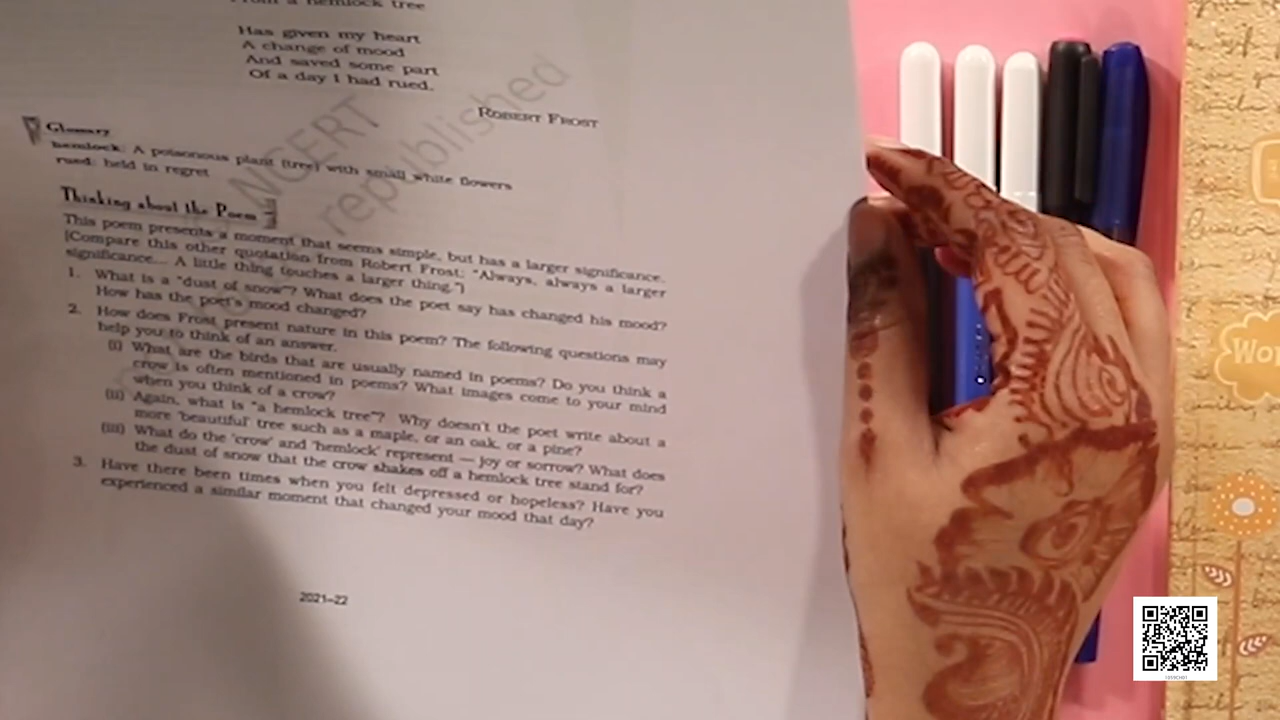 From a hemlock tree
Has given my heart
A change of mood
And saved some part
Of a day I had rued.
ROBERT FROST
Glossary
hemlock: A poisonous plant (tree) with small white flowers
rued: held in regret
Thinking about the Poem
This poem presents a moment that seems simple, but has a larger significance.
[Compare this other quotation from Robert Frost: "Always, always a larger
significance... A little thing touches a larger thing."]
1. What is a "dust of snow"? What does the poet say has changed his mood?
How has the poet's mood changed?
2. How does Frost present nature in this poem? The following questions may
help you to think of an answer.
(i) What are the birds that are usually named in poems? Do you think a
crow is often mentioned in poems? What images come to your mind
when you think of a crow?
(ii) Again, what is "a hemlock tree"? Why doesn't the poet write about a
more 'beautiful' tree such as a maple, or an oak, or a pine?
(iii) What do the 'crow' and 'hemlock' represent — joy or sorrow? What does
the dust of snow that the crow shakes off a hemlock tree stand for?
3. Have there been times when you felt depressed or hopeless? Have you
experienced a similar moment that changed your mood that day?
2021–22
NCERT
republished
Wor
1059CH01